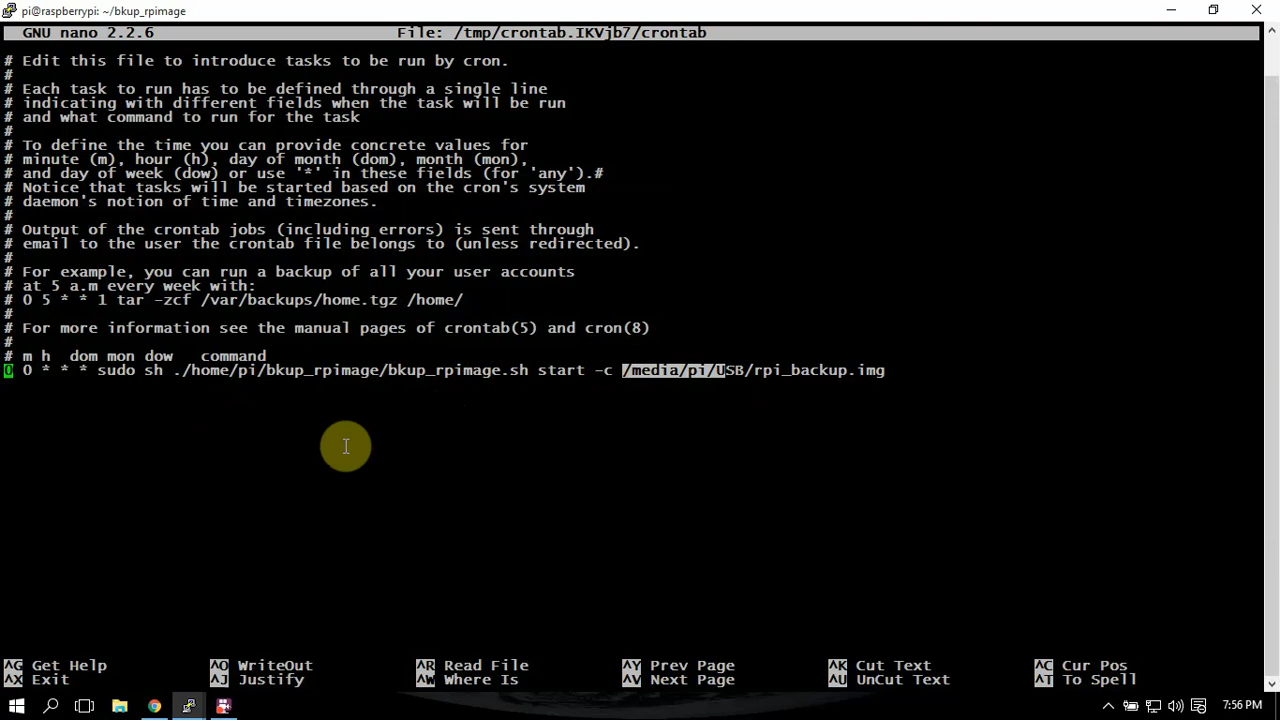 pi@raspberrypi: ~/bkup_rpimage
GNU nano 2.2.6 File: /tmp/crontab.IKVjb7/crontab
# Edit this file to introduce tasks to be run by cron.
#
# Each task to run has to be defined through a single line
# indicating with different fields when the task will be run
# and what command to run for the task
#
# To define the time you can provide concrete values for
# minute (m), hour (h), day of month (dom), month (mon),
# and day of week (dow) or use '*' in these fields (for 'any').#
# Notice that tasks will be started based on the cron's system
# daemon's notion of time and timezones.
#
# Output of the crontab jobs (including errors) is sent through
# email to the user the crontab file belongs to (unless redirected).
#
# For example, you can run a backup of all your user accounts
# at 5 a.m every week with:
# 0 5 * * 1 tar -zcf /var/backups/home.tgz /home/
#
# For more information see the manual pages of crontab(5) and cron(8)
#
# m h  dom mon dow   command
0 0 * * * sudo sh ./home/pi/bkup_rpimage/bkup_rpimage.sh start -c /media/pi/USB/rpi_backup.img
^G Get Help ^O WriteOut ^R Read File ^Y Prev Page ^K Cut Text ^C Cur Pos
^X Exit ^J Justify ^W Where Is ^V Next Page ^U UnCut Text ^T To Spell
7:56 PM